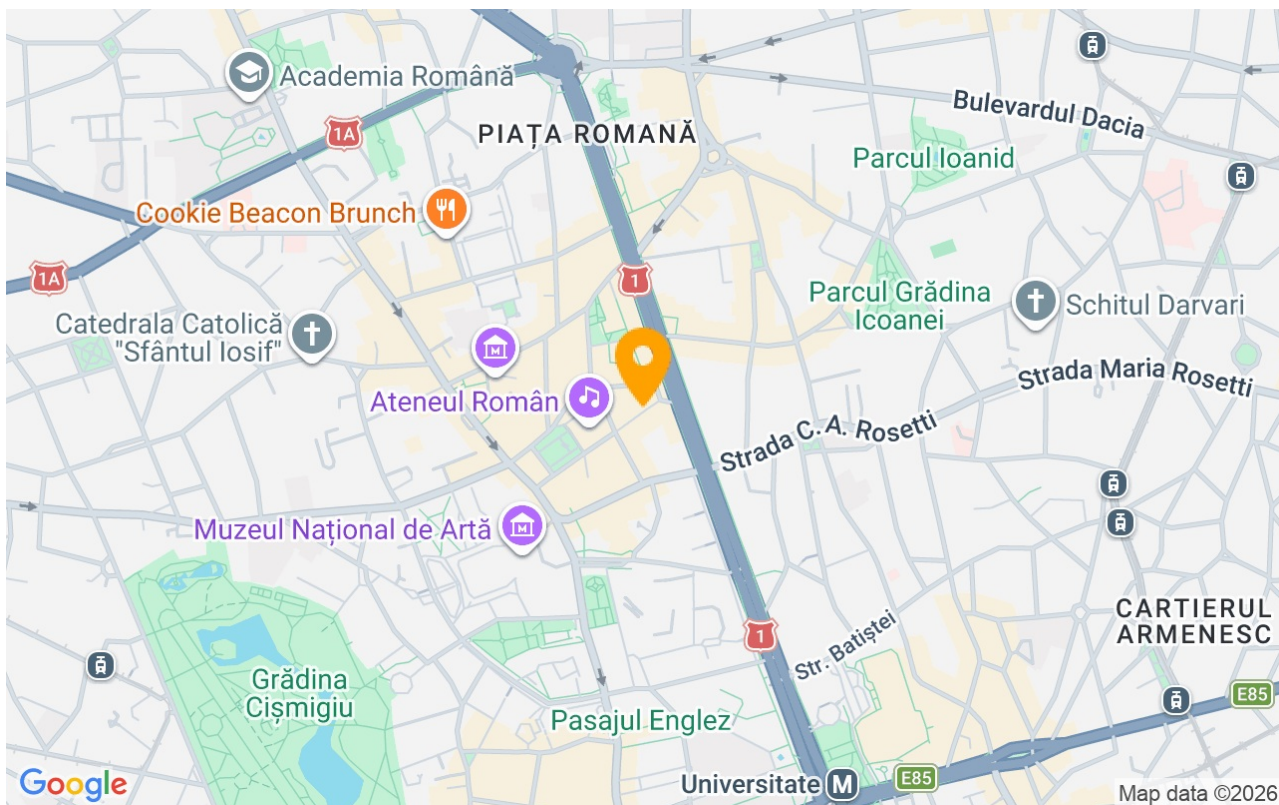 Academia Română
1A
PIAȚA ROMANĂ
Bulevardul Dacia
Parcul Ioanid
Cookie Beacon Brunch
1A
1
Parcul Grădina
Icoanei
Schitul Darvari
Catedrala Catolică
"Sfântul Iosif"
Strada Maria Rosetti
Ateneul Român
Strada C. A. Rosetti
Muzeul Național de Artă
CARTIERUL
ARMENESC
1
Str. Batiștei
Grădina
Cișmigiu
Pasajul Englez
E85
Universitate M
E85
Google
Map data ©2026